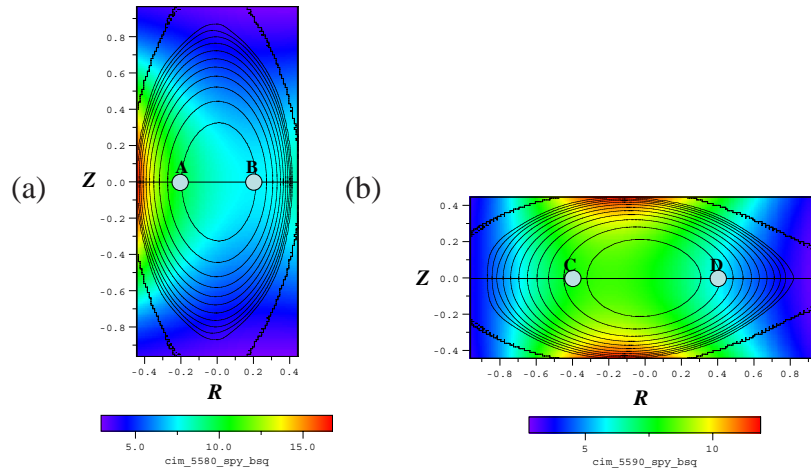 (a)
Z
0.8
0.6
0.4
0.2
0.0
-0.2
-0.4
-0.6
-0.8
A
B
-0.4 -0.2 0.0 0.2 0.4
R
5.0 10.0 15.0
cim_5580_spy_bsq
(b)
Z
0.4
0.2
0.0
-0.2
-0.4
C
D
-0.8 -0.6 -0.4 -0.2 0.0 0.2 0.4 0.6 0.8
R
5 10
cim_5590_spy_bsq